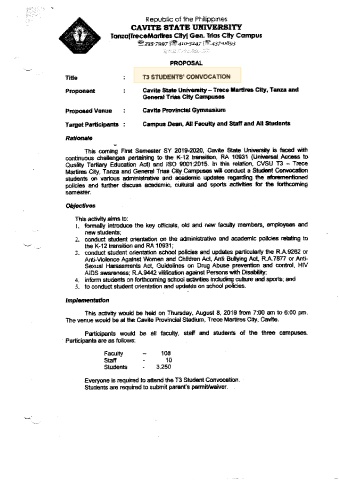 Republic of the Philippines
CAVITE STATE UNIVERSITY
Tanza|TreceMartires City| Gen. Trias City Campus
PROPOSAL
Title : T3 STUDENTS' CONVOCATION
Proponent : Cavite State University – Trece Martires City, Tanza and
General Trias City Campuses
Proposed Venue : Cavite Provincial Gymnasium
Target Participants : Campus Dean, All Faculty and Staff and All Students
Rationale
This coming First Semester SY 2019-2020, Cavite State University is faced with
continuous challenges pertaining to the K-12 transition, RA 10931 (Universal Access to
Quality Tertiary Education Act) and ISO 9001:2015. In this relation, CVSU T3 – Trece
Martires City, Tanza and General Trias City Campuses will conduct a Student Convocation
students on various administrative and academic updates regarding the aforementioned
policies and further discuss academic, cultural and sports activities for the forthcoming
semester.
Objectives
This activity aims to:
1. formally introduce the key officials, old and new faculty members, employees and
new students;
2. conduct student orientation on the administrative and academic policies relating to
the K-12 transition and RA 10931;
3. conduct student orientation school policies and updates particularly the R.A.9262 or
Anti-Violence Against Women and Children Act, Anti Bullying Act, R.A.7877 or Anti-
Sexual Harassments Act, Guidelines on Drug Abuse prevention and control, HIV
AIDS awareness; R.A.9442 vilification against Persons with Disability;
4. inform students on forthcoming school activities including culture and sports; and
5. to conduct student orientation and updates on school policies.
Implementation
This activity would be held on Thursday, August 8, 2019 from 7:00 am to 6:00 pm.
The venue would be at the Cavite Provincial Stadium, Trece Martires City, Cavite.
Participants would be all faculty, staff and students of the three campuses.
Participants are as follows:
Faculty – 108
Staff - 10
Students - 3,250
Everyone is required to attend the T3 Student Convocation.
Students are required to submit parent's permit/waiver.